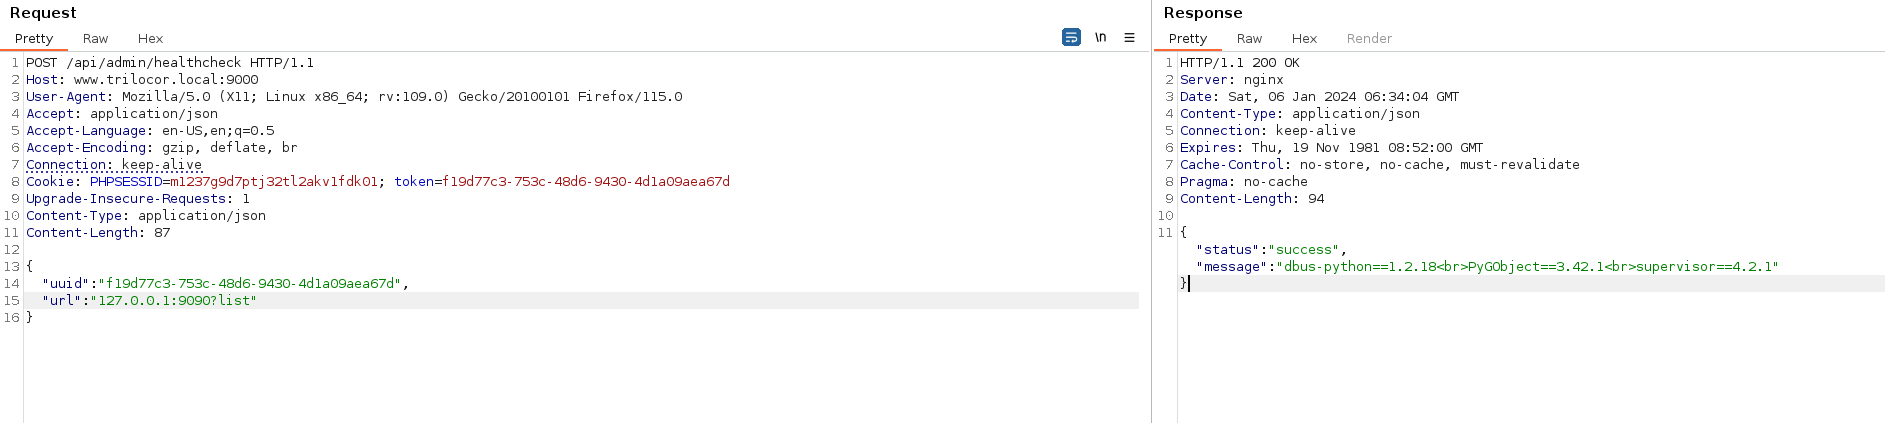 Request
Pretty Raw Hex
\n
1 POST /api/admin/healthcheck HTTP/1.1
2 Host: www.trilocor.local:9000
3 User-Agent: Mozilla/5.0 (X11; Linux x86_64; rv:109.0) Gecko/20100101 Firefox/115.0
4 Accept: application/json
5 Accept-Language: en-US,en;q=0.5
6 Accept-Encoding: gzip, deflate, br
7 Connection: keep-alive
8 Cookie: PHPSESSID=m1237g9d7ptj32tl2akv1fdk01; token=f19d77c3-753c-48d6-9430-4d1a09aea67d
9 Upgrade-Insecure-Requests: 1
10 Content-Type: application/json
11 Content-Length: 87
12
13 {
14 "uuid":"f19d77c3-753c-48d6-9430-4d1a09aea67d",
15 "url":"127.0.0.1:9090?list"
16 }
Response
Pretty Raw Hex Render
1 HTTP/1.1 200 OK
2 Server: nginx
3 Date: Sat, 06 Jan 2024 06:34:04 GMT
4 Content-Type: application/json
5 Connection: keep-alive
6 Expires: Thu, 19 Nov 1981 08:52:00 GMT
7 Cache-Control: no-store, no-cache, must-revalidate
8 Pragma: no-cache
9 Content-Length: 94
10
11 {
"status":"success",
"message":"dbus-python==1.2.18<br>PyGObject==3.42.1<br>supervisor==4.2.1"
}